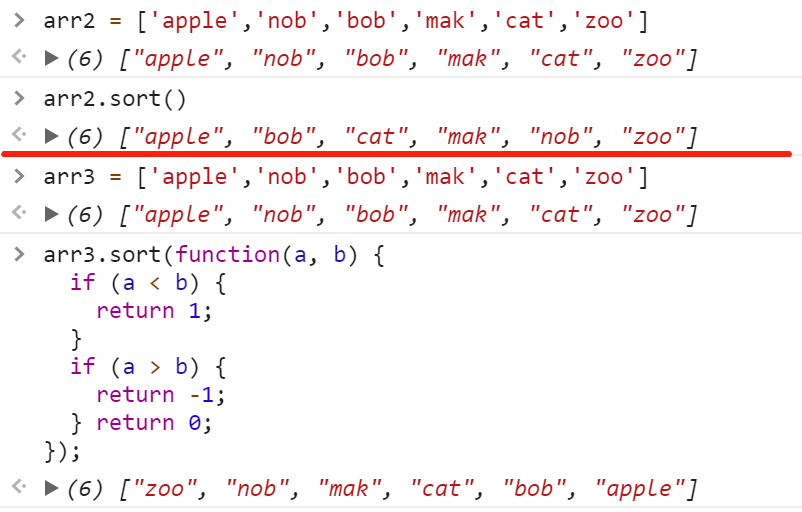 > arr2 = ['apple','nob','bob','mak','cat','zoo']
<· ▶(6) ["apple", "nob", "bob", "mak", "cat", "zoo"]
> arr2.sort()
<· ▶(6) ["apple", "bob", "cat", "mak", "nob", "zoo"]
> arr3 = ['apple','nob','bob','mak','cat','zoo']
<· ▶(6) ["apple", "nob", "bob", "mak", "cat", "zoo"]
> arr3.sort(function(a, b) {
if (a < b) {
return 1;
}
if (a > b) {
return -1;
} return 0;
});
<· ▶(6) ["zoo", "nob", "mak", "cat", "bob", "apple"]